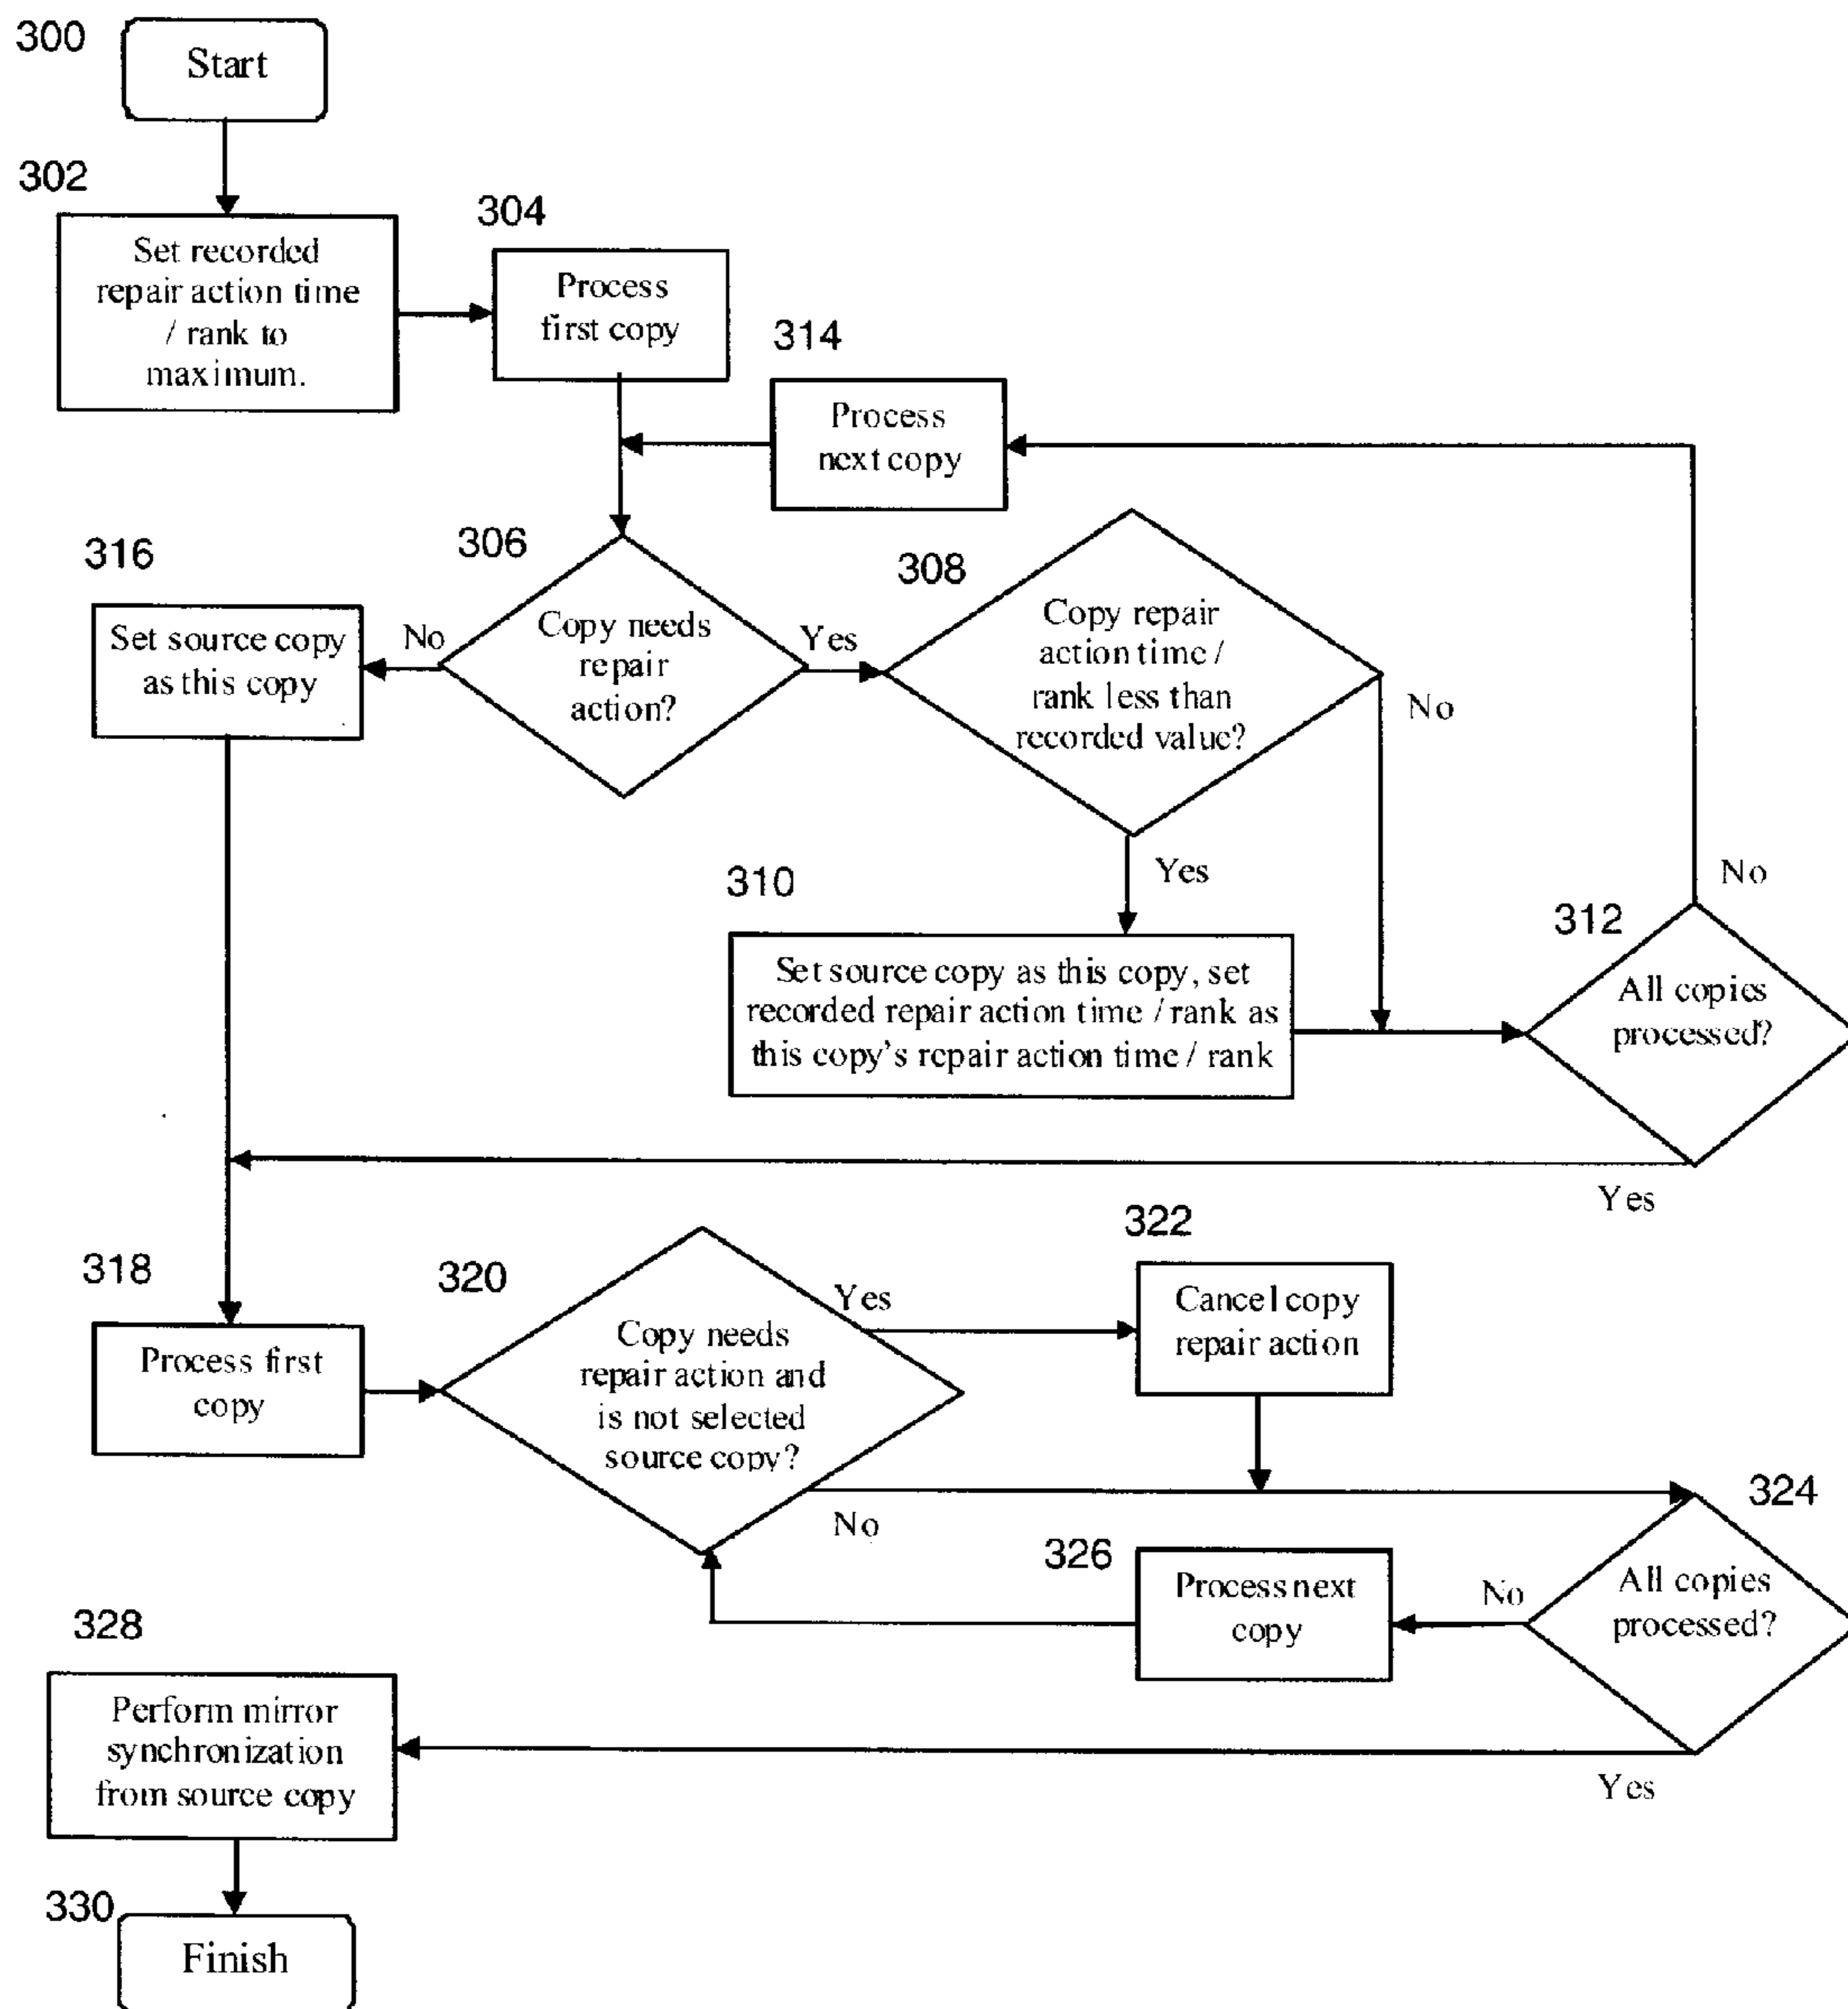 300
Start
302
Set recorded
repair action time
/ rank to
maximum.
304
Process
first copy
314
Process
next copy
306
Copy needs
repair
action?
No
Yes
316
Set source copy
as this copy
308
Copy repair
action time /
rank less than
recorded value?
No
Yes
310
Set source copy as this copy, set
recorded repair action time / rank as
this copy's repair action time / rank
312
All copies
processed?
No
Yes
318
Process first
copy
320
Copy needs
repair action and
is not selected
source copy?
Yes
No
322
Cancel copy
repair action
324
All copies
processed?
No
Yes
326
Process next
copy
328
Perform mirror
synchronization
from source copy
330
Finish